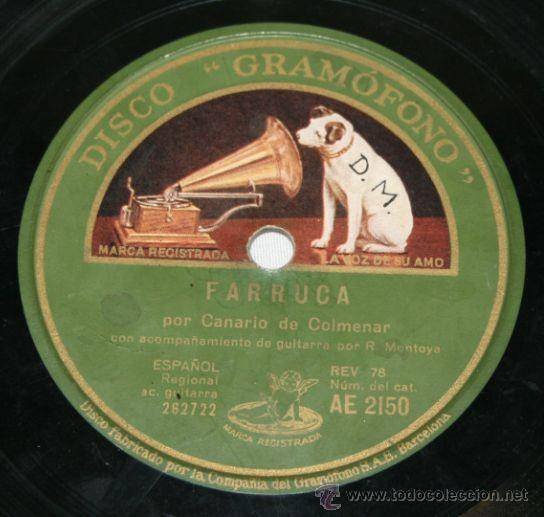 DISCO "GRAMÓFONO"
D. M.
MARCA REGISTRADA
LA VOZ DE SU AMO
FARRUCA
por Canario de Colmenar
con acompañamiento de guitarra por R. Montoya
ESPAÑOL
Regional
ac. guitarra
262722
REV 78
Núm. del cat.
AE 2150
MARCA REGISTRADA
Disco fabricado por la Compañia del Gramófono S.A.E. Barcelona
www.todocoleccion.net